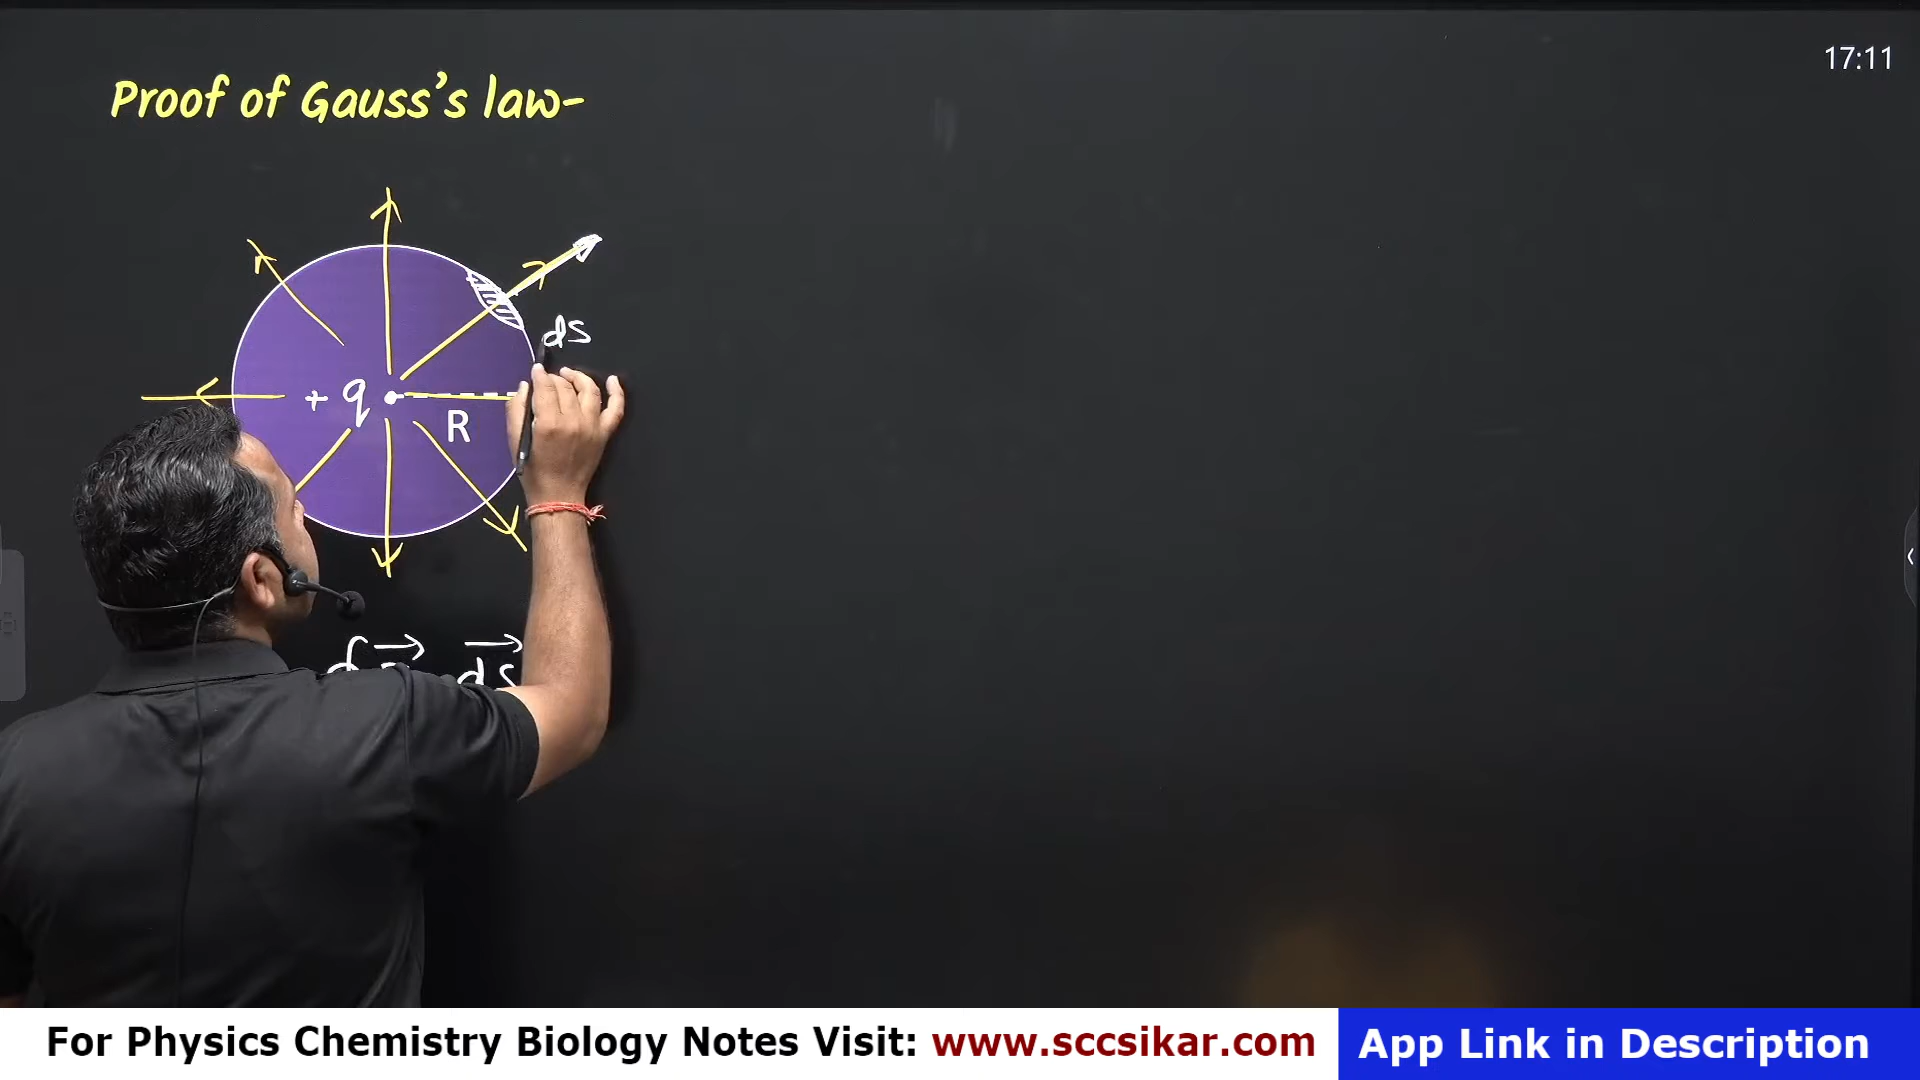 17:11
Proof of Gauss's law-
dS
+ q
R
dS
For Physics Chemistry Biology Notes Visit: www.sccsikar.com
App Link in Description